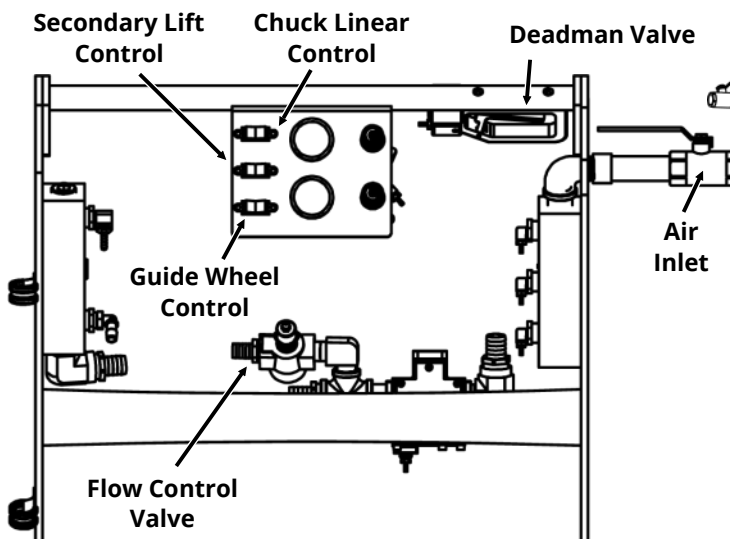 Secondary Lift
Control
Chuck Linear
Control
Deadman Valve
Air
Inlet
Guide Wheel
Control
Flow Control
Valve